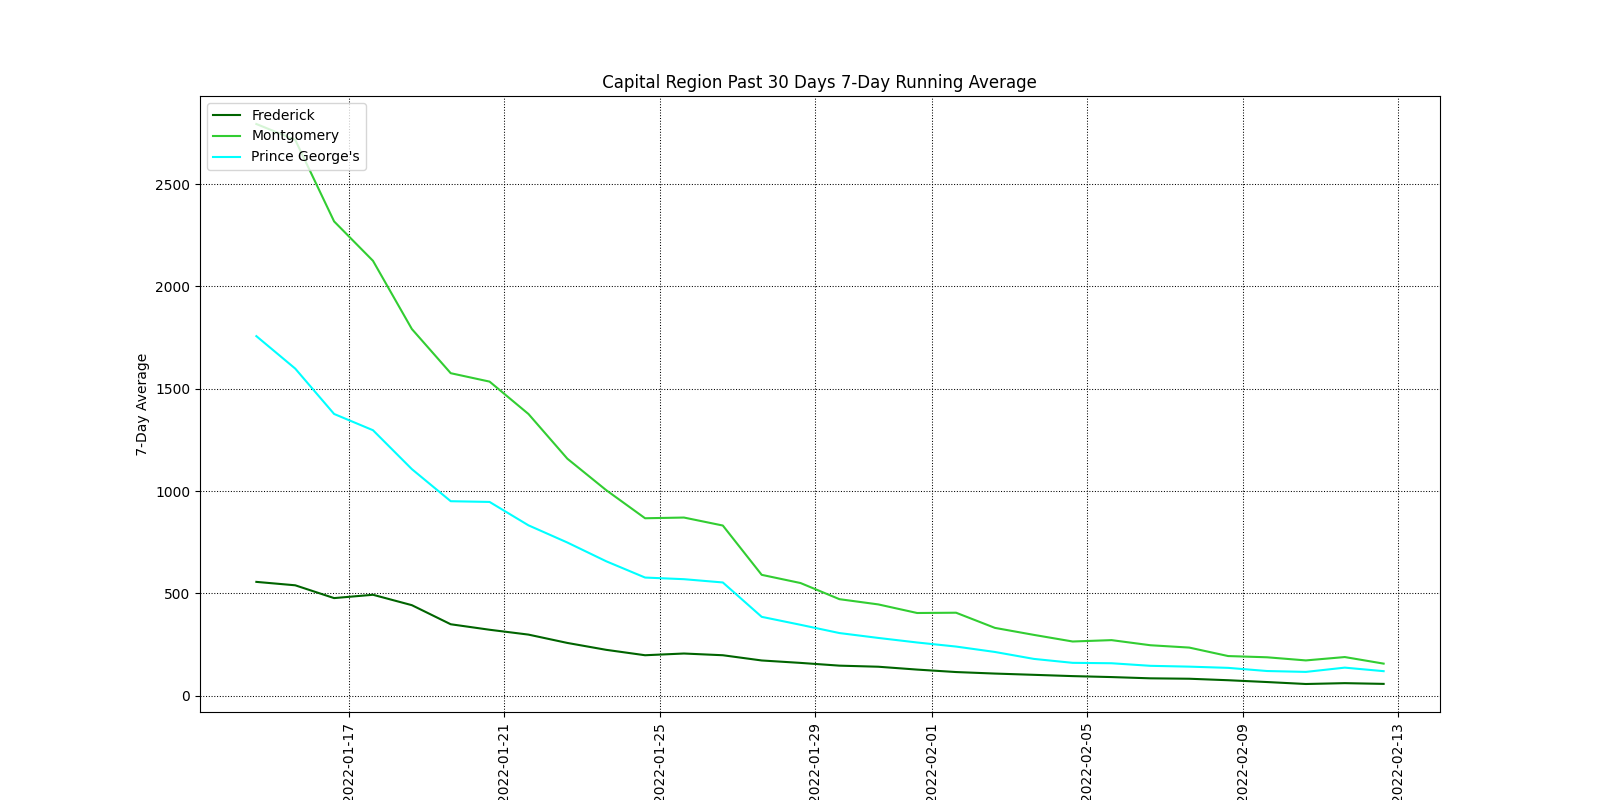 Capital Region Past 30 Days 7-Day Running Average
Frederick
Montgomery
Prince George's
2500
2000
1500
1000
500
0
7-Day Average
2022-01-17
2022-01-21
2022-01-25
2022-01-29
2022-02-01
2022-02-05
2022-02-09
2022-02-13